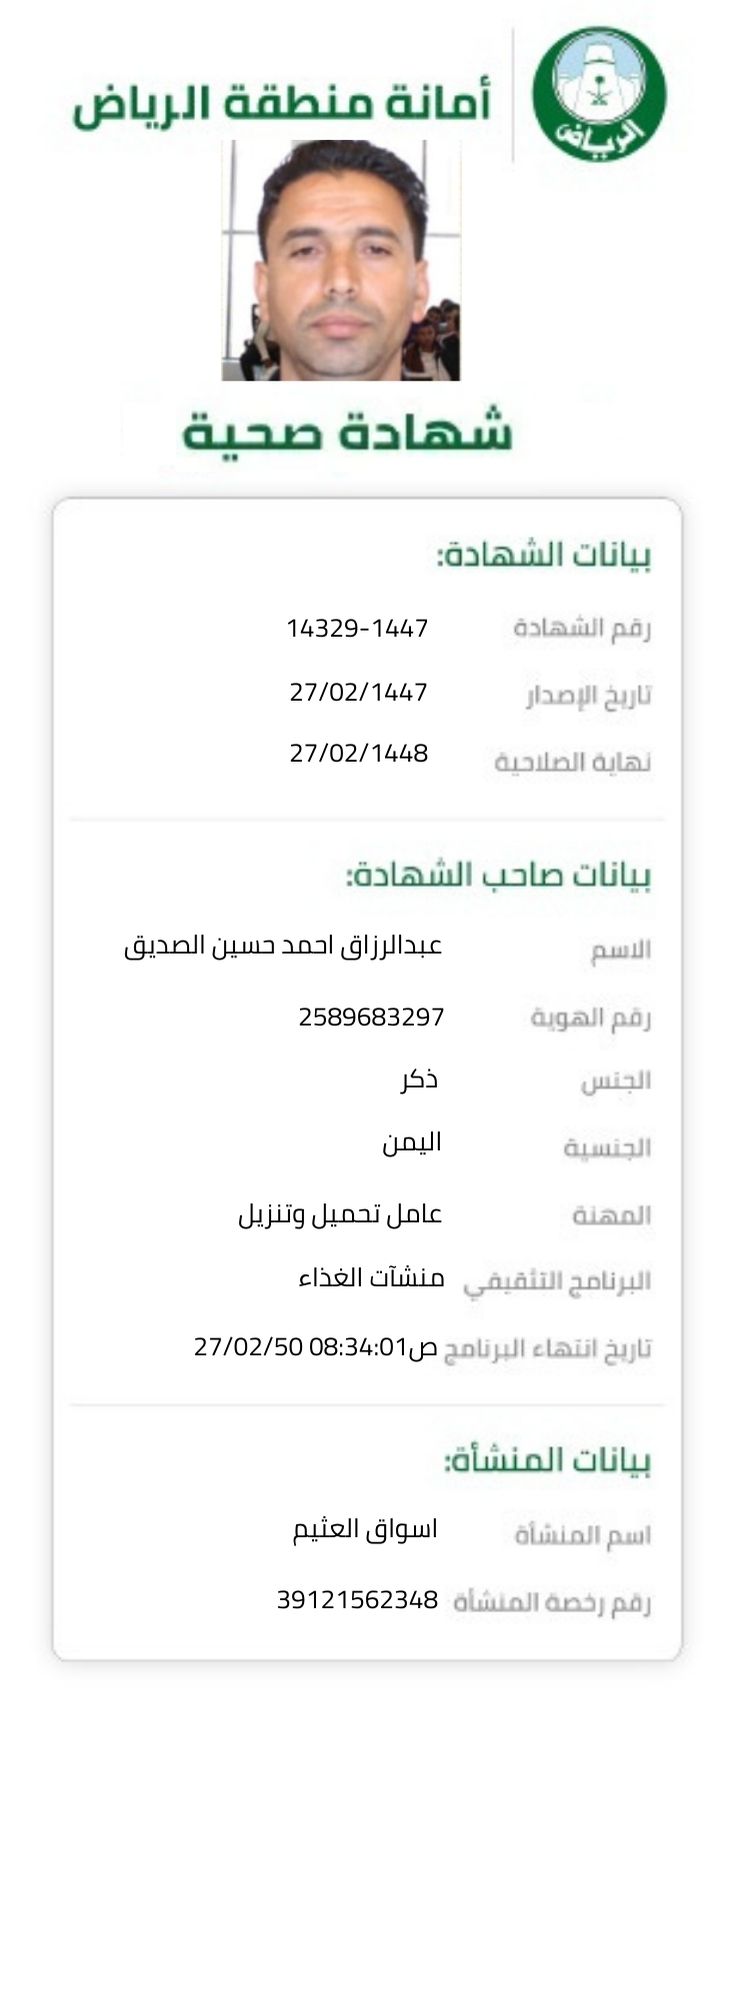 أمانة منطقة الرياض
الرياض
شهادة صحية
بيانات الشهادة:
رقم الشهادة 14329-1447
تاريخ الإصدار 27/02/1447
نهاية الصلاحية 27/02/1448
بيانات صاحب الشهادة:
الاسم عبدالرزاق احمد حسين الصديق
رقم الهوية 2589683297
الجنس ذكر
الجنسية اليمن
المهنة عامل تحميل وتنزيل
البرنامج التثقيفي منشآت الغذاء
تاريخ انتهاء البرنامج ص08:34:01 27/02/50
بيانات المنشأة:
اسم المنشأة اسواق العثيم
رقم رخصة المنشأة 39121562348